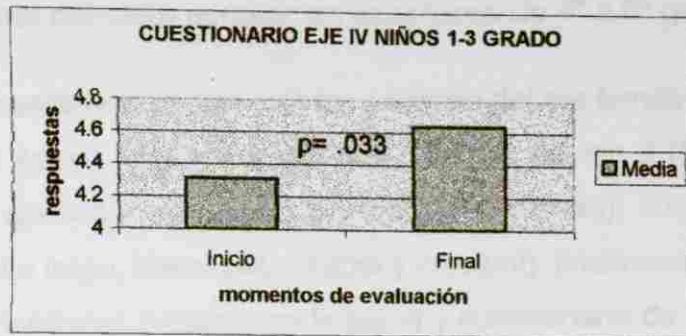 CUESTIONARIO EJE IV NIÑOS 1-3 GRADO
4.8
4.6
4.4
4.2
4
respuestas
p= .033
Media
Inicio Final
momentos de evaluación